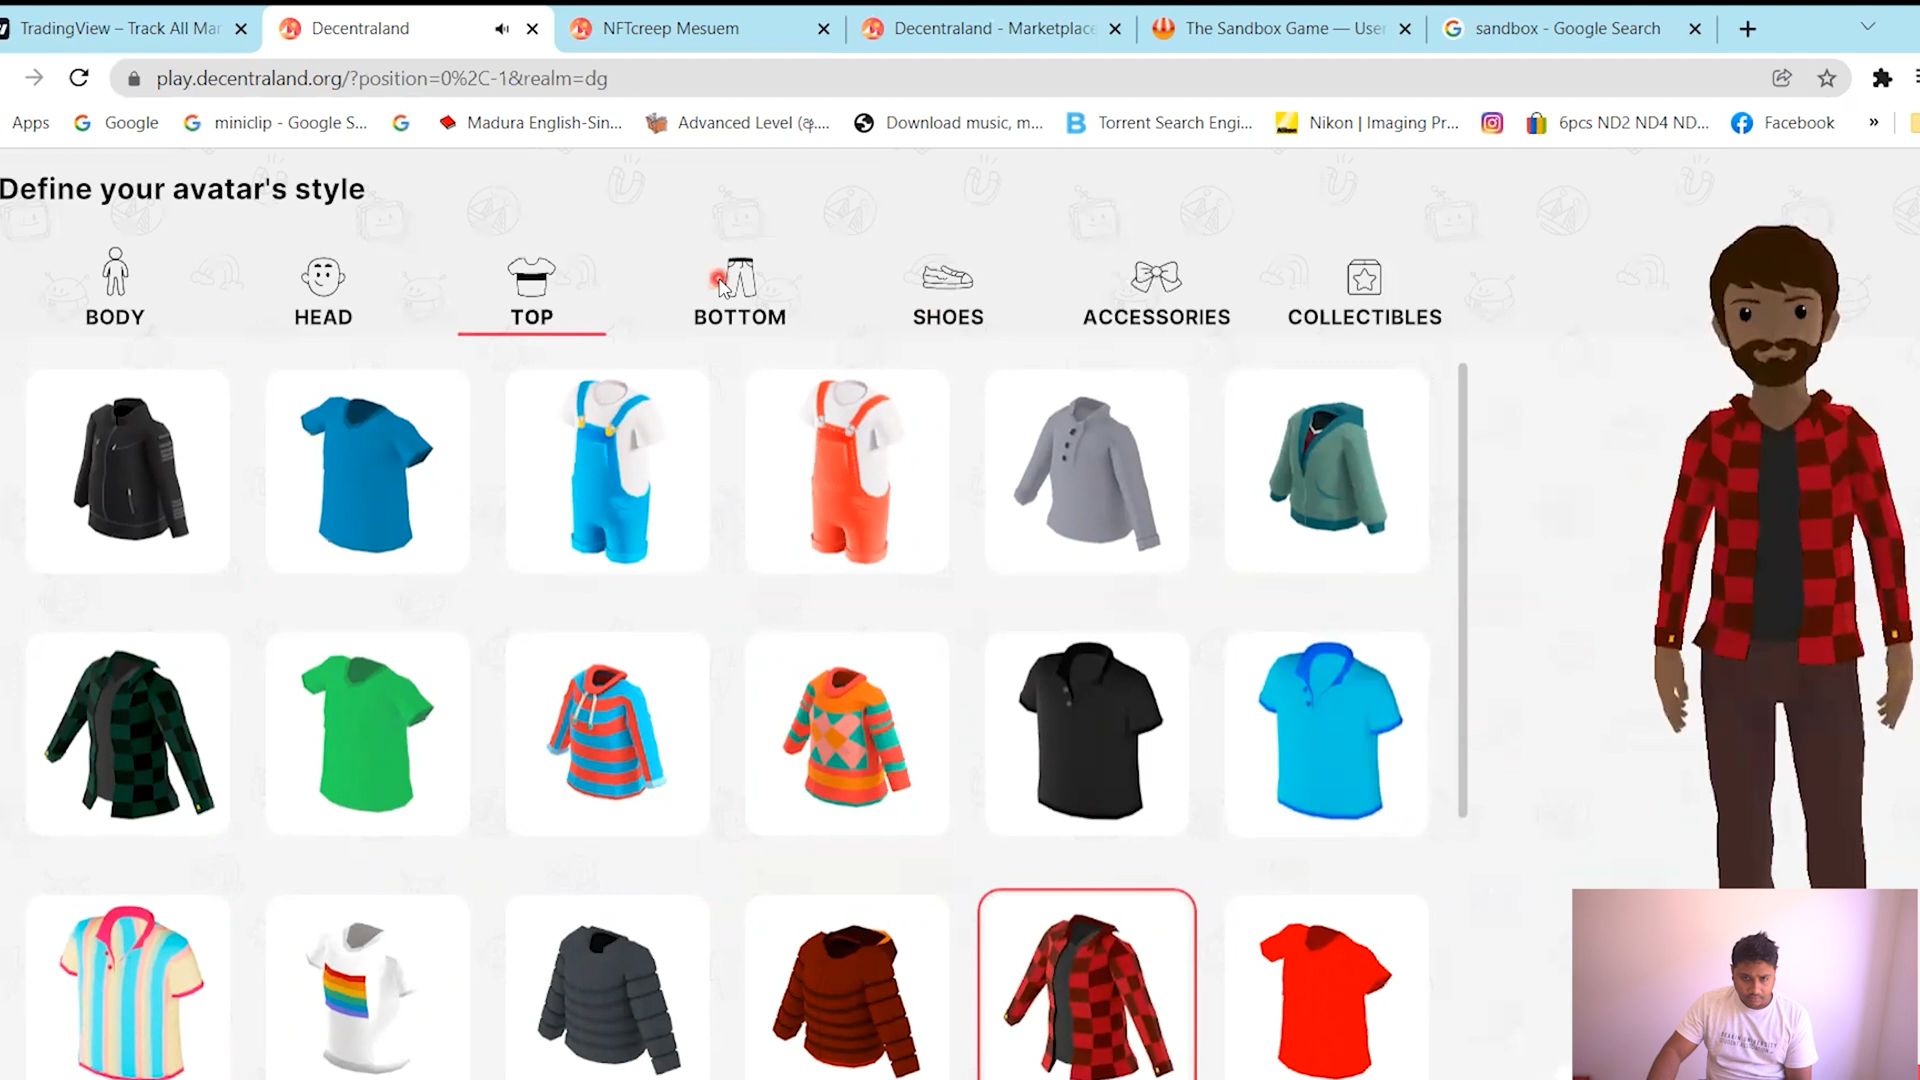 TradingView – Track All Mar
Decentraland
NFTcreep Mesuem
Decentraland - Marketplace
The Sandbox Game — User
sandbox - Google Search
play.decentraland.org/?position=0%2C-1&realm=dg
Apps
Google
miniclip - Google S...
Madura English-Sin...
Advanced Level (අ....
Download music, m...
Torrent Search Engi...
Nikon | Imaging Pr...
6pcs ND2 ND4 ND...
Facebook
»
Define your avatar's style
BODY
HEAD
TOP
BOTTOM
SHOES
ACCESSORIES
COLLECTIBLES